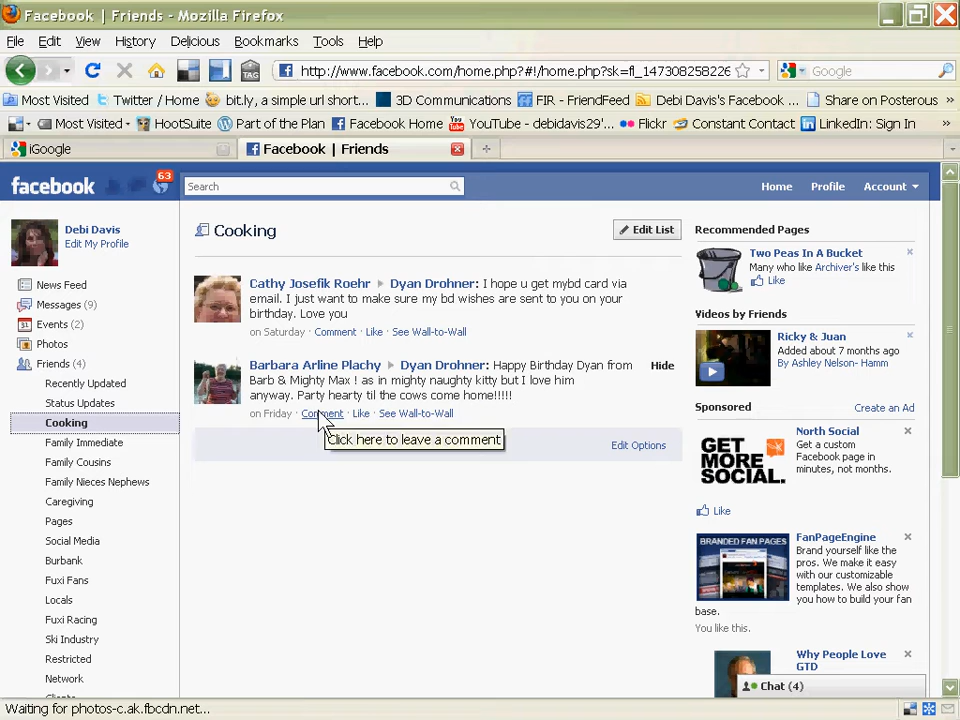 Facebook | Friends - Mozilla Firefox
File Edit View History Delicious Bookmarks Tools Help
http://www.facebook.com/home.php?#!/home.php?sk=fl_147308258226
Google
TAG
Most Visited Twitter / Home bit.ly, a simple url short... 3D Communications FIR - FriendFeed Debi Davis's Facebook ... Share on Posterous »
Most Visited HootSuite Part of the Plan Facebook Home YouTube - debidavis29'... Flickr Constant Contact LinkedIn: Sign In »
iGoogle
Facebook | Friends
facebook
63
Search
Home Profile Account
Debi Davis
Edit My Profile
News Feed
Messages (9)
Events (2)
Photos
Friends (4)
Recently Updated
Status Updates
Cooking
Family Immediate
Family Cousins
Family Nieces Nephews
Caregiving
Pages
Social Media
Burbank
Fuxi Fans
Locals
Fuxi Racing
Ski Industry
Restricted
Network
Cooking
Edit List
Cathy Josefik Roehr Dyan Drohner: I hope u get mybd card via
email. I just want to make sure my bd wishes are sent to you on your
birthday. Love you
on Saturday · Comment · Like · See Wall-to-Wall
Barbara Arline Plachy Dyan Drohner: Happy Birthday Dyan from
Barb & Mighty Max ! as in mighty naughty kitty but I love him
anyway. Party hearty til the cows come home!!!!!
Hide
on Friday · Comment · Like · See Wall-to-Wall
Click here to leave a comment
Edit Options
Recommended Pages
Two Peas In A Bucket
Many who like Archiver's like this
Like
Videos by Friends
Ricky & Juan
Added about 7 months ago
By Ashley Nelson- Hamm
Sponsored
Create an Ad
North Social
GET
MORE
SOCIAL.
Get a custom
Facebook page in
minutes, not months.
Like
FanPageEngine
BRANDED FAN PAGES
Brand yourself like the
pros. We make it easy
with our customizable
templates. We also show
you how to build your fan
base.
You like this.
Why People Love
GTD
Chat (4)
Waiting for photos-c.ak.fbcdn.net...